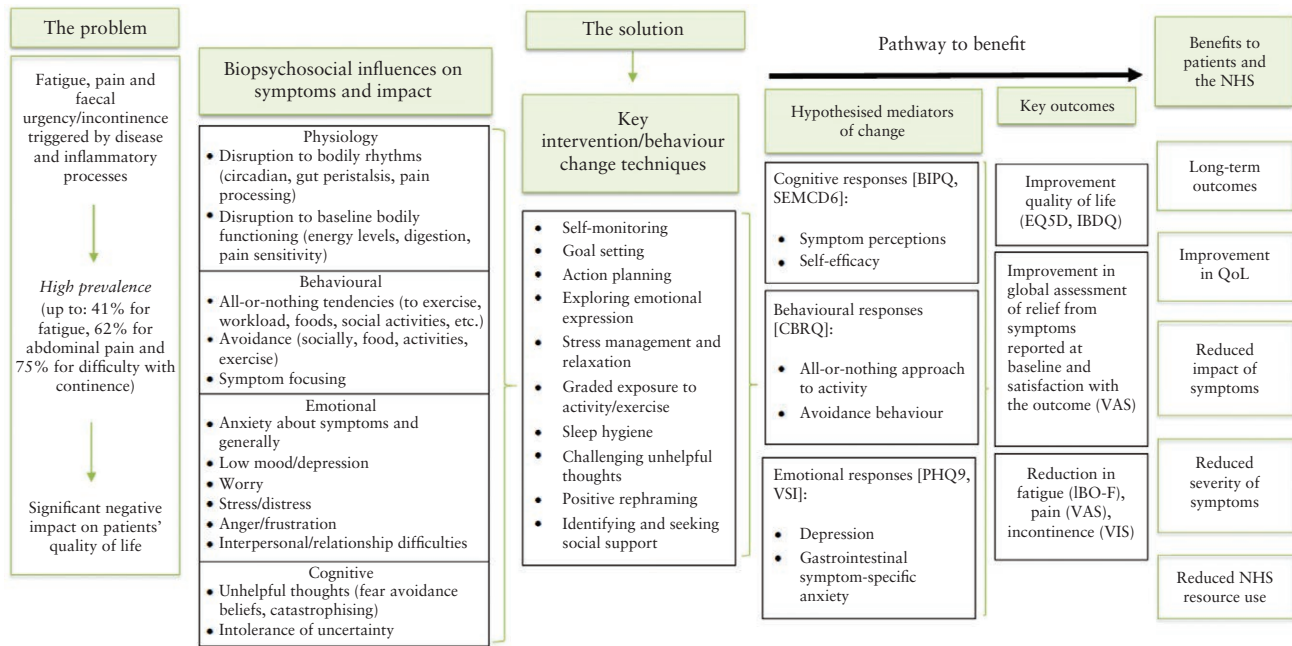 The problem
Fatigue, pain and
faecal
urgency/incontinence
triggered by disease
and inflammatory
processes
High prevalence
(up to: 41% for
fatigue, 62% for
abdominal pain and
75% for difficulty with
continence)
Significant negative
impact on patients'
quality of life
Biopsychosocial influences on
symptoms and impact
Physiology
• Disruption to bodily rhythms
(circadian, gut peristalsis, pain
processing)
• Disruption to baseline bodily
functioning (energy levels, digestion,
pain sensitivity)
Behavioural
• All-or-nothing tendencies (to exercise,
workload, foods, social activities, etc.)
• Avoidance (socially, food, activities,
exercise)
• Symptom focusing
Emotional
• Anxiety about symptoms and
generally
• Low mood/depression
• Worry
• Stress/distress
• Anger/frustration
• Interpersonal/relationship difficulties
Cognitive
• Unhelpful thoughts (fear avoidance
beliefs, catastrophising)
• Intolerance of uncertainty
The solution
Key
intervention/behaviour
change techniques
• Self-monitoring
• Goal setting
• Action planning
• Exploring emotional
expression
• Stress management and
relaxation
• Graded exposure to
activity/exercise
• Sleep hygiene
• Challenging unhelpful
thoughts
• Positive rephraming
• Identifying and seeking
social support
Pathway to benefit
Hypothesised mediators
of change
Cognitive responses [BIPQ,
SEMCD6]:
• Symptom perceptions
• Self-efficacy
Behavioural responses
[CBRQ]:
• All-or-nothing approach
to activity
• Avoidance behaviour
Emotional responses [PHQ9,
VSI]:
• Depression
• Gastrointestinal
symptom-specific
anxiety
Key outcomes
Improvement
quality of life
(EQ5D, IBDQ)
Improvement in
global assessment
of relief from
symptoms
reported at
baseline and
satisfaction with
the outcome (VAS)
Reduction in
fatigue (lBO-F),
pain (VAS),
incontinence (VIS)
Benefits to
patients and
the NHS
Long-term
outcomes
Improvement
in QoL
Reduced
impact of
symptoms
Reduced
severity of
symptoms
Reduced NHS
resource use